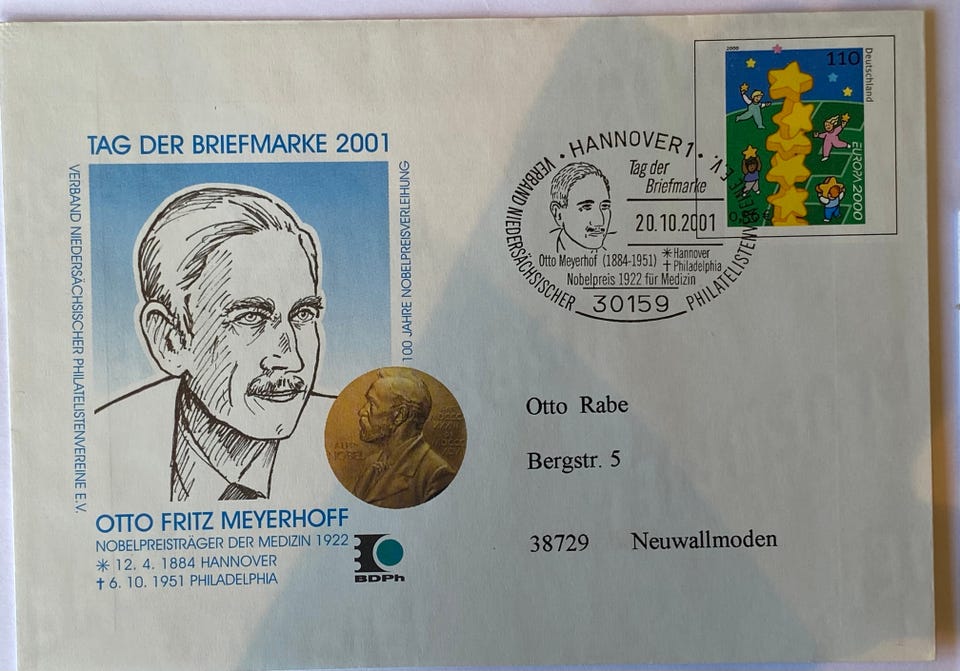 TAG DER BRIEFMARKE 2001
VERBAND NIEDERSÄCHSISCHER PHILATELISTENVEREINE E.V.
100 JAHRE NOBELPREISVERLEIHUNG
OTTO FRITZ MEYERHOFF
NOBELPREISTRÄGER DER MEDIZIN 1922
* 12. 4. 1884 HANNOVER
† 6. 10. 1951 PHILADELPHIA
BDPh
NOBEL
• HANNOVER 1 •
VERBAND NIEDERSÄCHSISCHER
PHILATELISTENVEREINE E.V.
Tag der
Briefmarke
20.10.2001
Otto Meyerhof (1884-1951)
* Hannover
† Philadelphia
Nobelpreis 1922 für Medizin
30159
2000
110
Deutschland
EUROPA 2000
0,56 €
Otto Rabe
Bergstr. 5
38729 Neuwallmoden